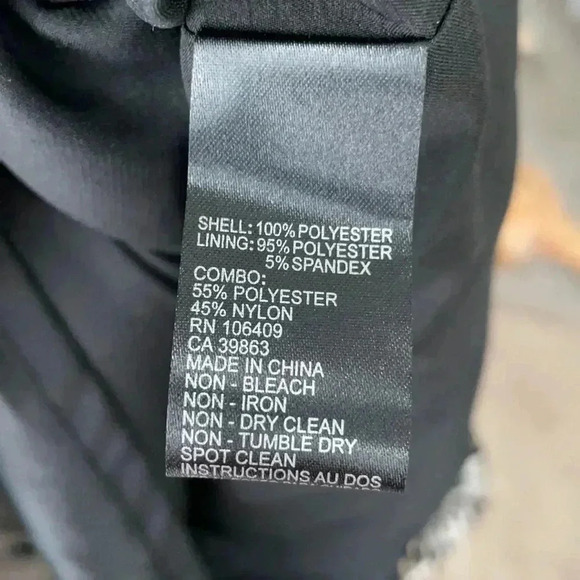 SHELL: 100% POLYESTER
LINING: 95% POLYESTER
5% SPANDEX
COMBO:
55% POLYESTER
45% NYLON
RN 106409
CA 39863
MADE IN CHINA
NON - BLEACH
NON - IRON
NON - DRY CLEAN
NON - TUMBLE DRY
SPOT CLEAN
INSTRUCTIONS AU DOS